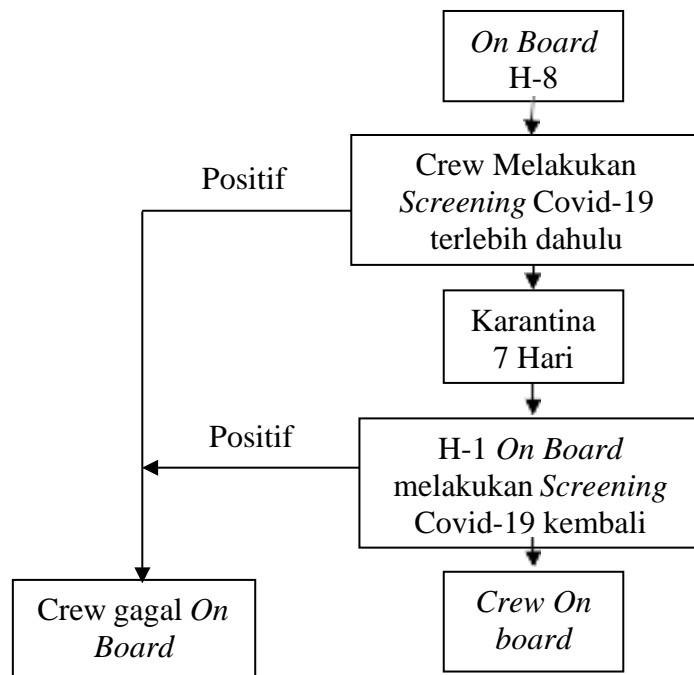 On Board
H-8
Crew Melakukan
Screening Covid-19
terlebih dahulu
Positif
Karantina
7 Hari
Positif
H-1 On Board
melakukan Screening
Covid-19 kembali
Crew gagal On
Board
Crew On
board